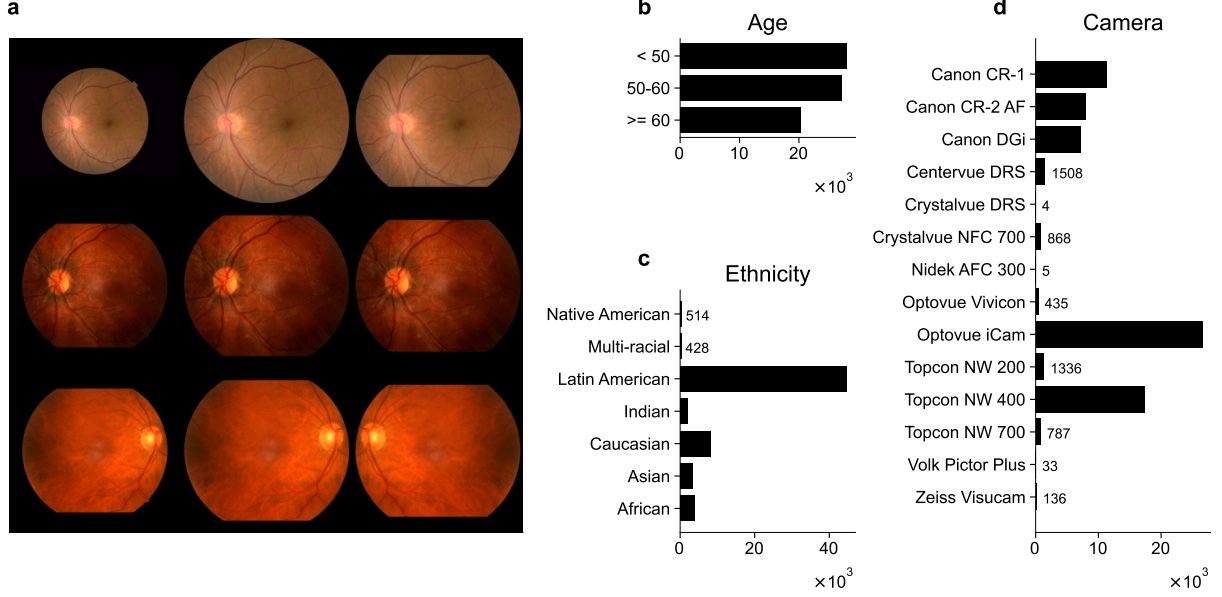 a
b
Age
< 50
50-60
>= 60
0 10 20
×10³
c
Ethnicity
Native American 514
Multi-racial 428
Latin American
Indian
Caucasian
Asian
African
0 20 40
×10³
d
Camera
Canon CR-1
Canon CR-2 AF
Canon DGi
Centervue DRS 1508
Crystalvue DRS 4
Crystalvue NFC 700 868
Nidek AFC 300 5
Optovue Vivicon 435
Optovue iCam
Topcon NW 200 1336
Topcon NW 400
Topcon NW 700 787
Volk Pictor Plus 33
Zeiss Visucam 136
0 10 20
×10³